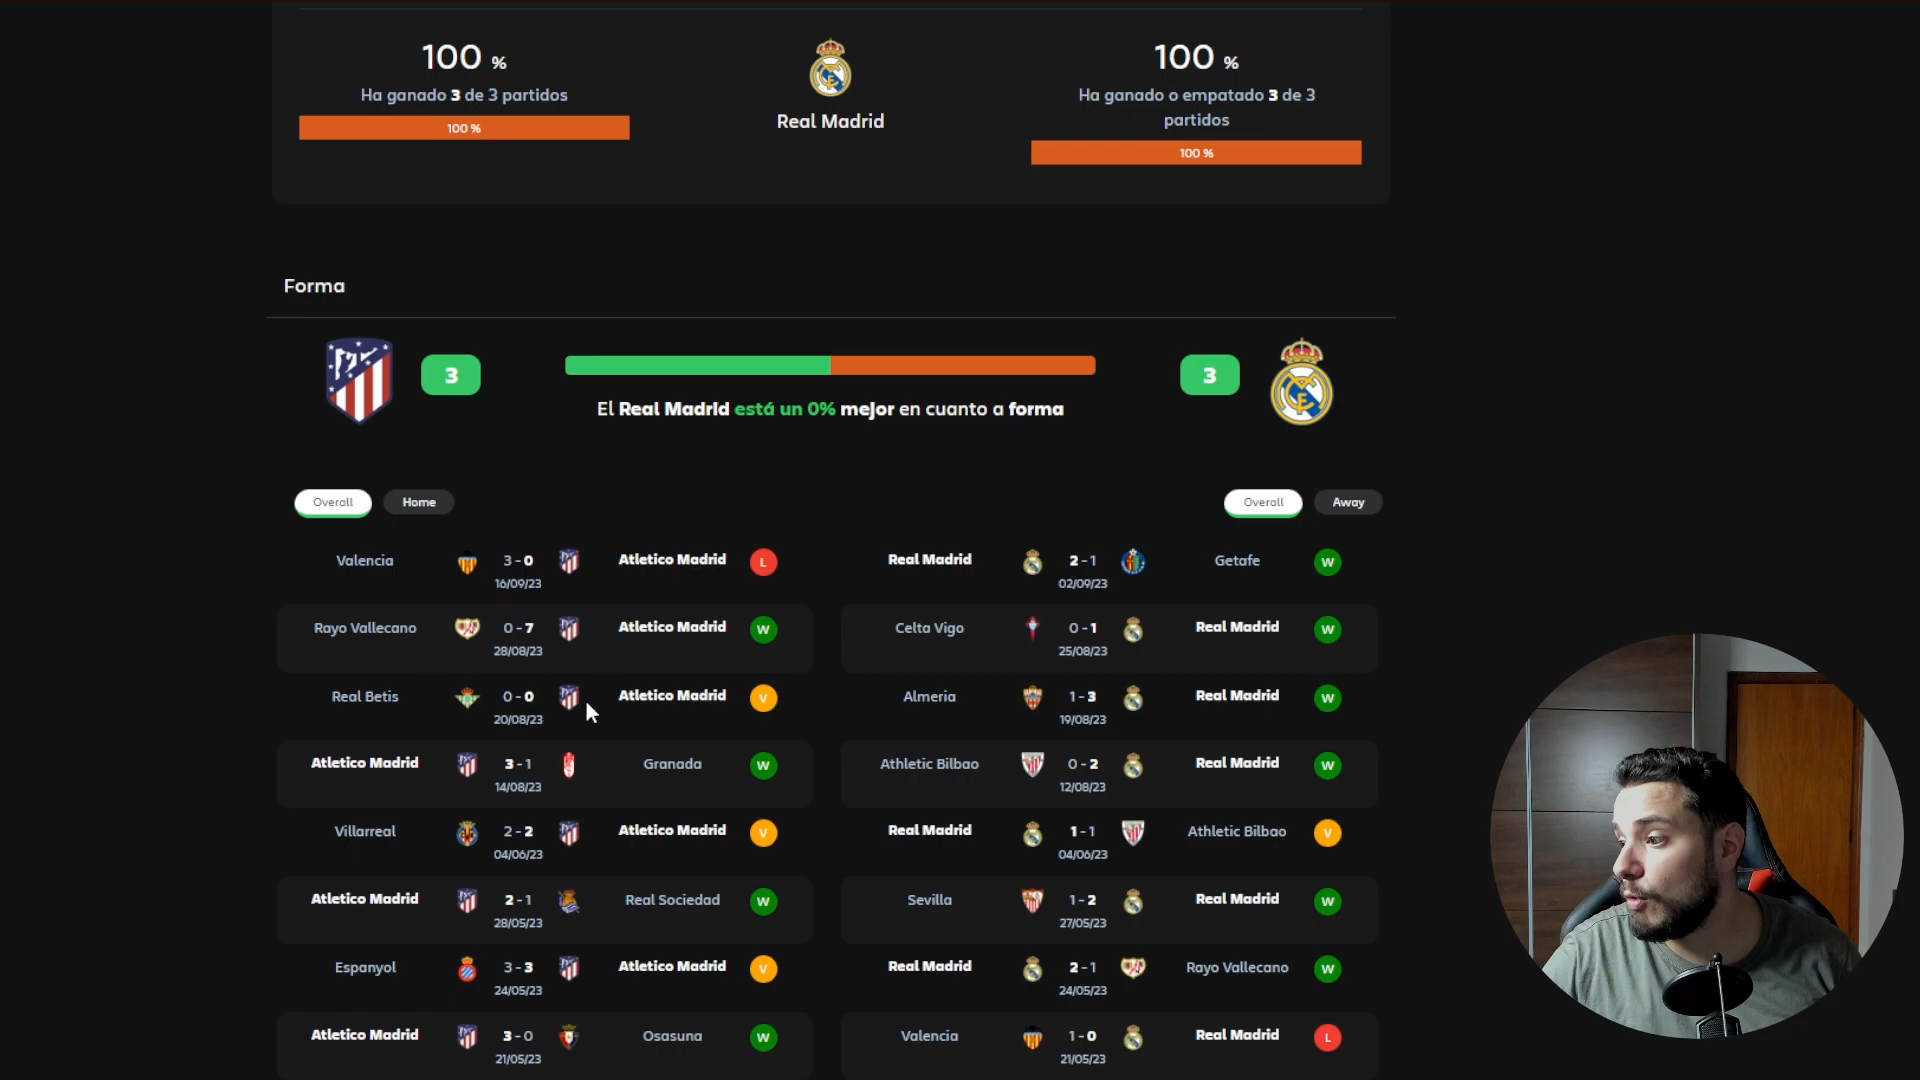 100 %
Ha ganado 3 de 3 partidos
100 %
Real Madrid
100 %
Ha ganado o empatado 3 de 3
partidos
100 %
Forma
3
El Real Madrid está un 0% mejor en cuanto a forma
3
Overall Home
Overall Away
Valencia 3 - 0 Atletico Madrid L
16/09/23
Rayo Vallecano 0 - 7 Atletico Madrid W
28/08/23
Real Betis 0 - 0 Atletico Madrid V
20/08/23
Atletico Madrid 3 - 1 Granada W
14/08/23
Villarreal 2 - 2 Atletico Madrid V
04/06/23
Atletico Madrid 2 - 1 Real Sociedad W
28/05/23
Espanyol 3 - 3 Atletico Madrid V
24/05/23
Atletico Madrid 3 - 0 Osasuna W
21/05/23
Real Madrid 2 - 1 Getafe W
02/09/23
Celta Vigo 0 - 1 Real Madrid W
25/08/23
Almeria 1 - 3 Real Madrid W
19/08/23
Athletic Bilbao 0 - 2 Real Madrid W
12/08/23
Real Madrid 1 - 1 Athletic Bilbao V
04/06/23
Sevilla 1 - 2 Real Madrid W
27/05/23
Real Madrid 2 - 1 Rayo Vallecano W
24/05/23
Valencia 1 - 0 Real Madrid L
21/05/23